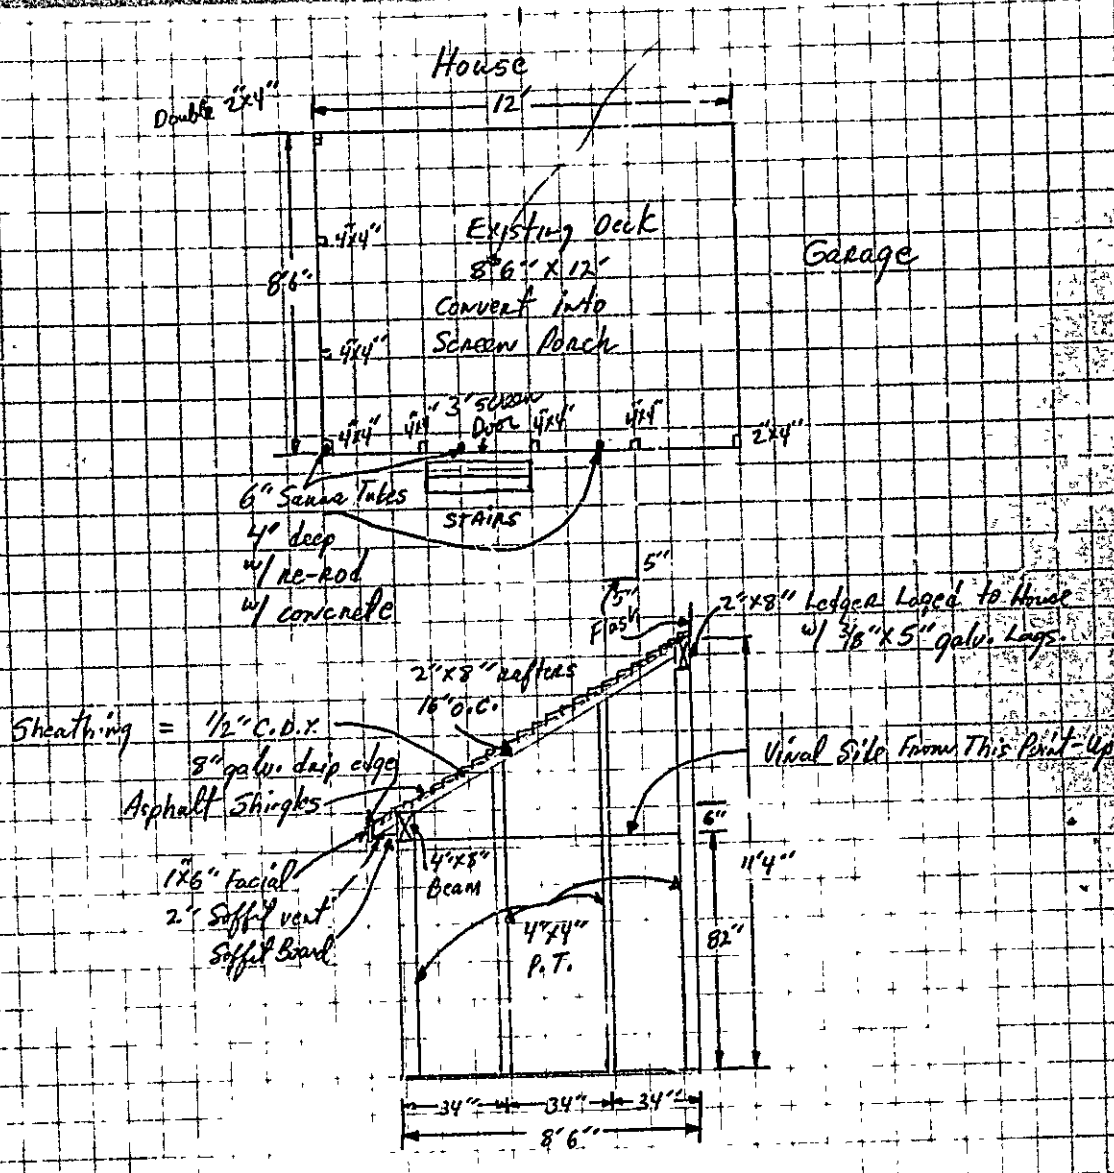 House
Double 2"x4"
12'
Existing Deck
8'6" X 12'
Convert into
Screen Porch
Garage
8'6"
4"x4"
4"x4"
4"x4"
4"x4"
3' screen
Door
4"x4"
4"x4"
2"x4"
6" Sauna Tubes
4' deep
w/ re-rod
w/ concrete
STAIRS
5"
5"
Flash
2"x8" Ledger Laged to House
w/ 3/8"x5" galv. Lags.
2"x8" rafters
16" o.c.
Sheathing = 1/2" C.D.X.
8" galv. drip edge
Asphalt Shingles
Vinal Side From This Point-Up
1"x6" Facial
2" Soffit vent
Soffit Board
4"x8"
Beam
6"
11'4"
4"x4"
P.T.
82"
34"
34"
34"
8'6"